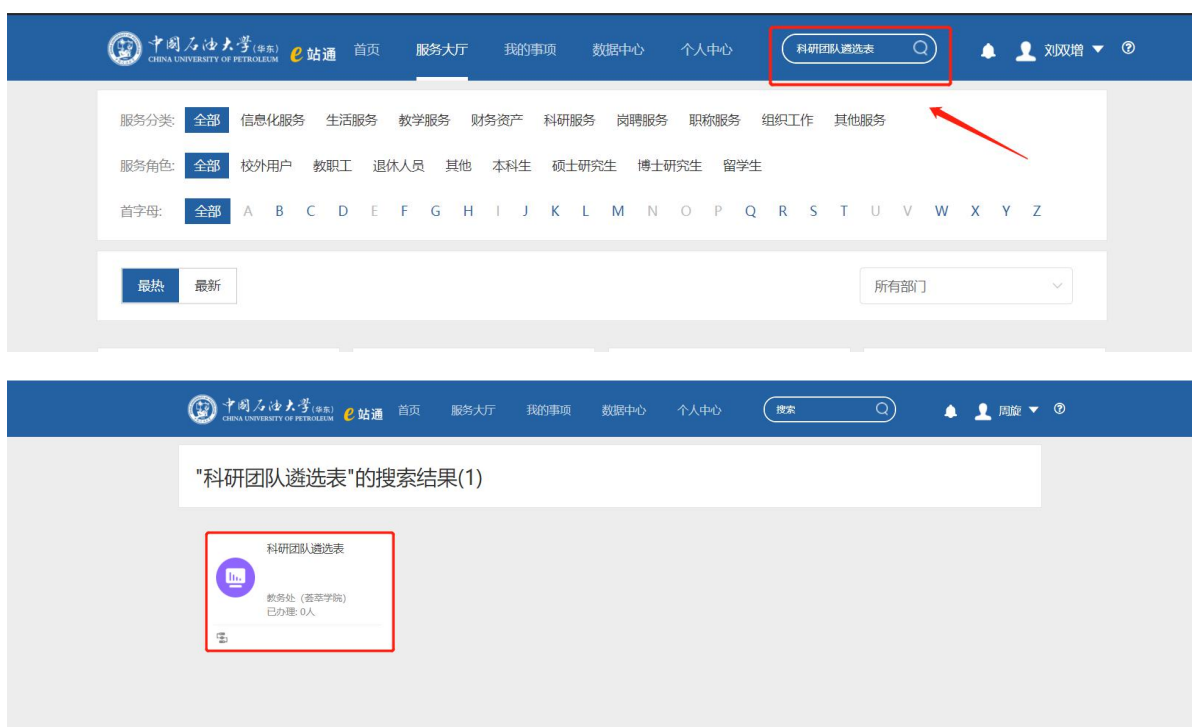 中国石油大学(华东) CHINA UNIVERSITY OF PETROLEUM e站通 首页 服务大厅 我的事项 数据中心 个人中心 科研团队遴选表 刘双增
服务分类: 全部 信息化服务 生活服务 教学服务 财务资产 科研服务 岗聘服务 职称服务 组织工作 其他服务
服务角色: 全部 校外用户 教职工 退休人员 其他 本科生 硕士研究生 博士研究生 留学生
首字母: 全部 A B C D E F G H I J K L M N O P Q R S T U V W X Y Z
最热 最新 所有部门
中国石油大学(华东) CHINA UNIVERSITY OF PETROLEUM e站通 首页 服务大厅 我的事项 数据中心 个人中心 搜索 周旋
"科研团队遴选表"的搜索结果(1)
科研团队遴选表
教务处（荟萃学院）
已办理: 0人